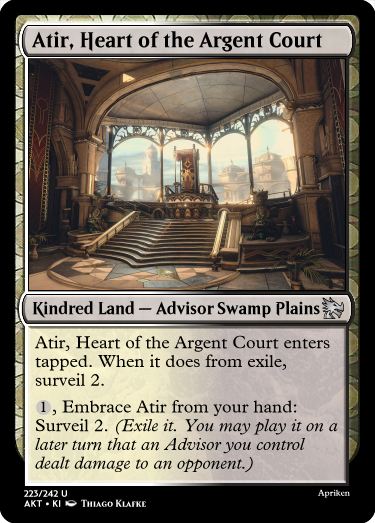 Atir, Heart of the Argent Court
Kindred Land — Advisor Swamp Plains
Atir, Heart of the Argent Court enters
tapped. When it does from exile,
surveil 2.
1, Embrace Atir from your hand:
Surveil 2. (Exile it. You may play it on a
later turn that an Advisor you control
dealt damage to an opponent.)
223/242 U
Apriken
AKT • KI Thiago Klafke